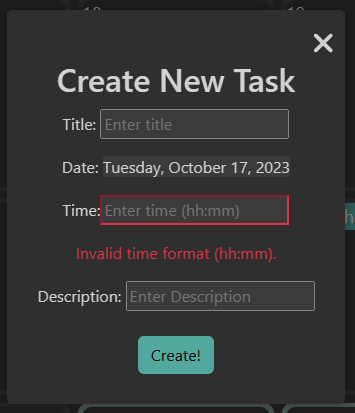 Create New Task
Title: Enter title
Date: Tuesday, October 17, 2023
Time: Enter time (hh:mm)
Invalid time format (hh:mm).
Description: Enter Description
Create!